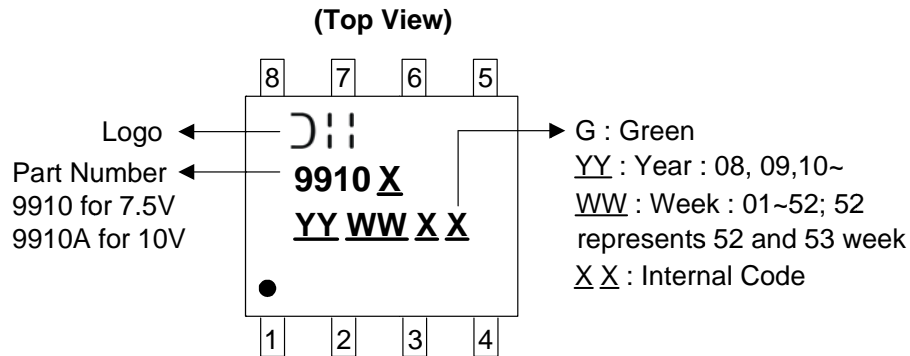 (Top View)
8 7 6 5
Logo
Part Number
9910 for 7.5V
9910A for 10V
9910 X
YY WW X X
G : Green
YY : Year : 08, 09,10~
WW : Week : 01~52; 52
represents 52 and 53 week
X X : Internal Code
1 2 3 4